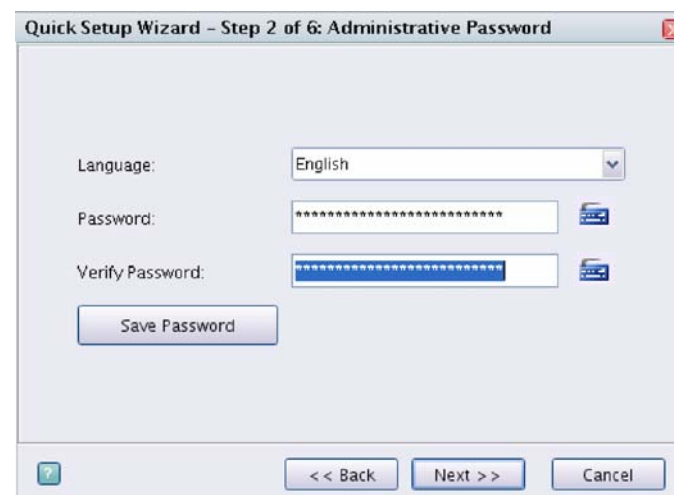 Quick Setup Wizard – Step 2 of 6: Administrative Password
Language:
English
Password:
**************************
Verify Password:
**************************
Save Password
?
<< Back
Next >>
Cancel